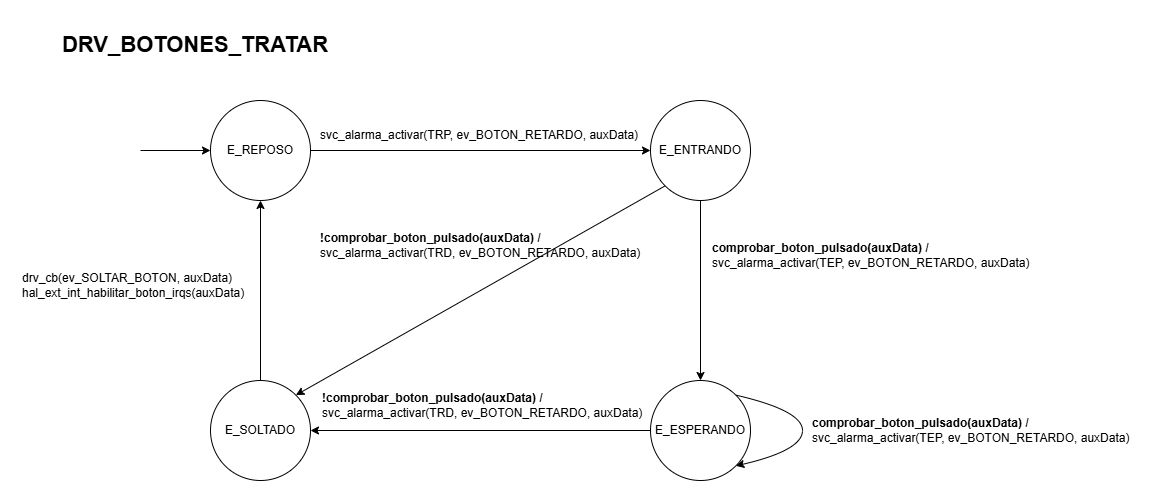 DRV_BOTONES_TRATAR
E_REPOSO
svc_alarma_activar(TRP, ev_BOTON_RETARDO, auxData)
E_ENTRANDO
!comprobar_boton_pulsado(auxData) /
svc_alarma_activar(TRD, ev_BOTON_RETARDO, auxData)
comprobar_boton_pulsado(auxData) /
svc_alarma_activar(TEP, ev_BOTON_RETARDO, auxData)
drv_cb(ev_SOLTAR_BOTON, auxData)
hal_ext_int_habilitar_boton_irqs(auxData)
E_SOLTADO
!comprobar_boton_pulsado(auxData) /
svc_alarma_activar(TRD, ev_BOTON_RETARDO, auxData)
E_ESPERANDO
comprobar_boton_pulsado(auxData) /
svc_alarma_activar(TEP, ev_BOTON_RETARDO, auxData)